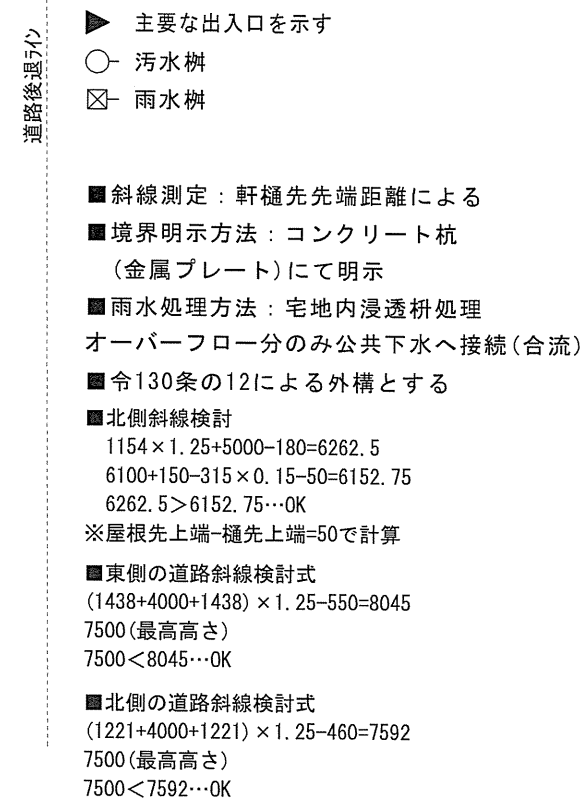 道路後退ライン
▶ 主要な出入口を示す
汚水桝
雨水桝
■斜線測定：軒樋先先端距離による
■境界明示方法：コンクリート杭
(金属プレート)にて明示
■雨水処理方法：宅地内浸透枡処理
オーバーフロー分のみ公共下水へ接続(合流)
■令130条の12による外構とする
■北側斜線検討
1154×1.25+5000-180=6262.5
6100+150-315×0.15-50=6152.75
6262.5＞6152.75…OK
※屋根先上端-樋先上端=50で計算
■東側の道路斜線検討式
(1438+4000+1438)×1.25-550=8045
7500(最高高さ)
7500＜8045…OK
■北側の道路斜線検討式
(1221+4000+1221)×1.25-460=7592
7500(最高高さ)
7500＜7592…OK